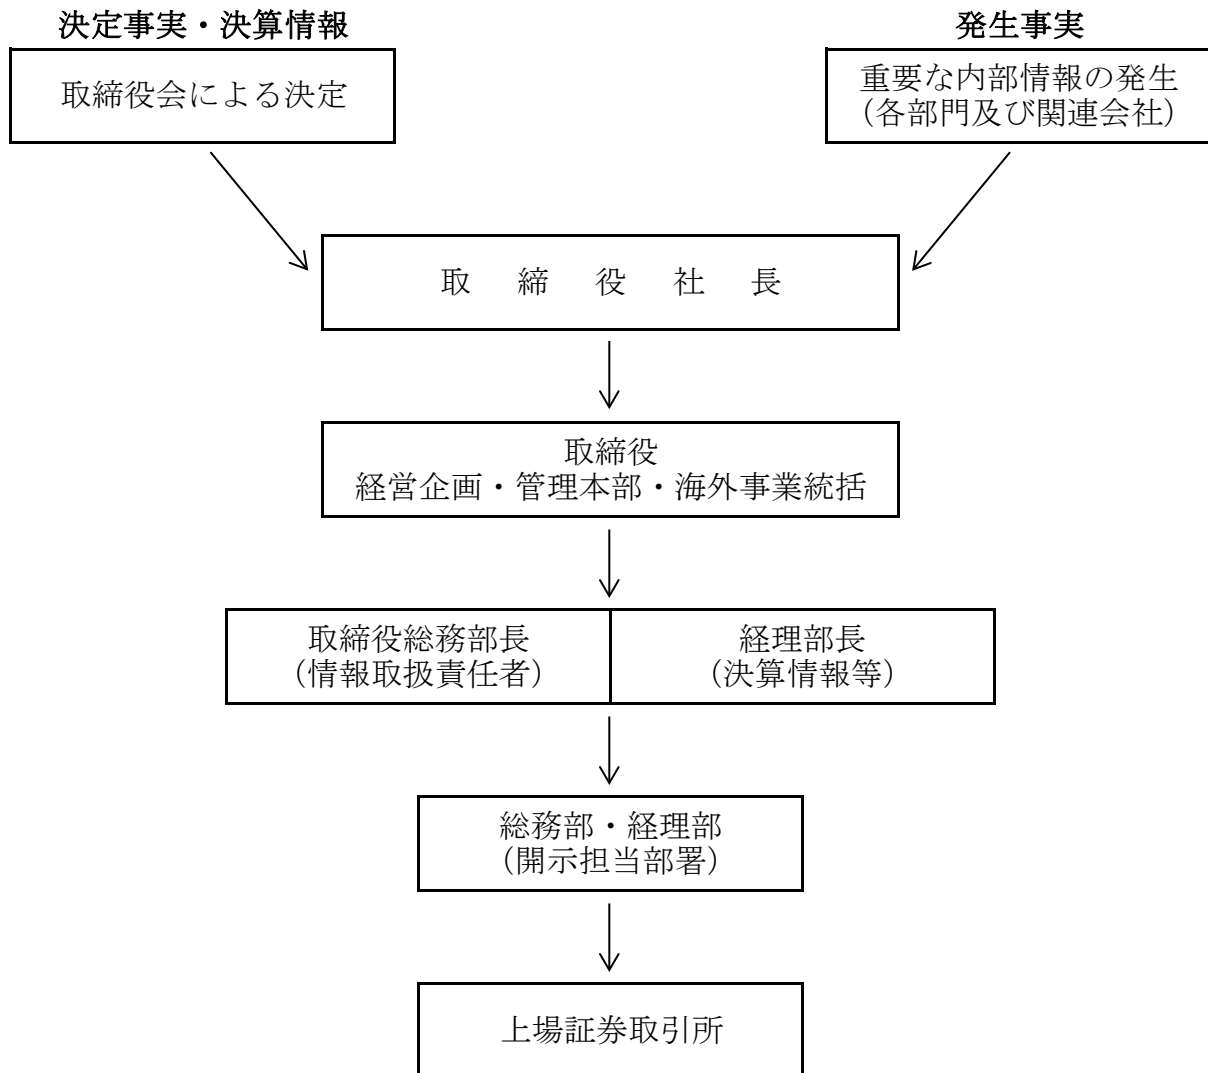 決定事実・決算情報
発生事実
取締役会による決定
重要な内部情報の発生
（各部門及び関連会社）
取締役社長
取締役
経営企画・管理本部・海外事業統括
取締役総務部長
（情報取扱責任者）
経理部長
（決算情報等）
総務部・経理部
（開示担当部署）
上場証券取引所